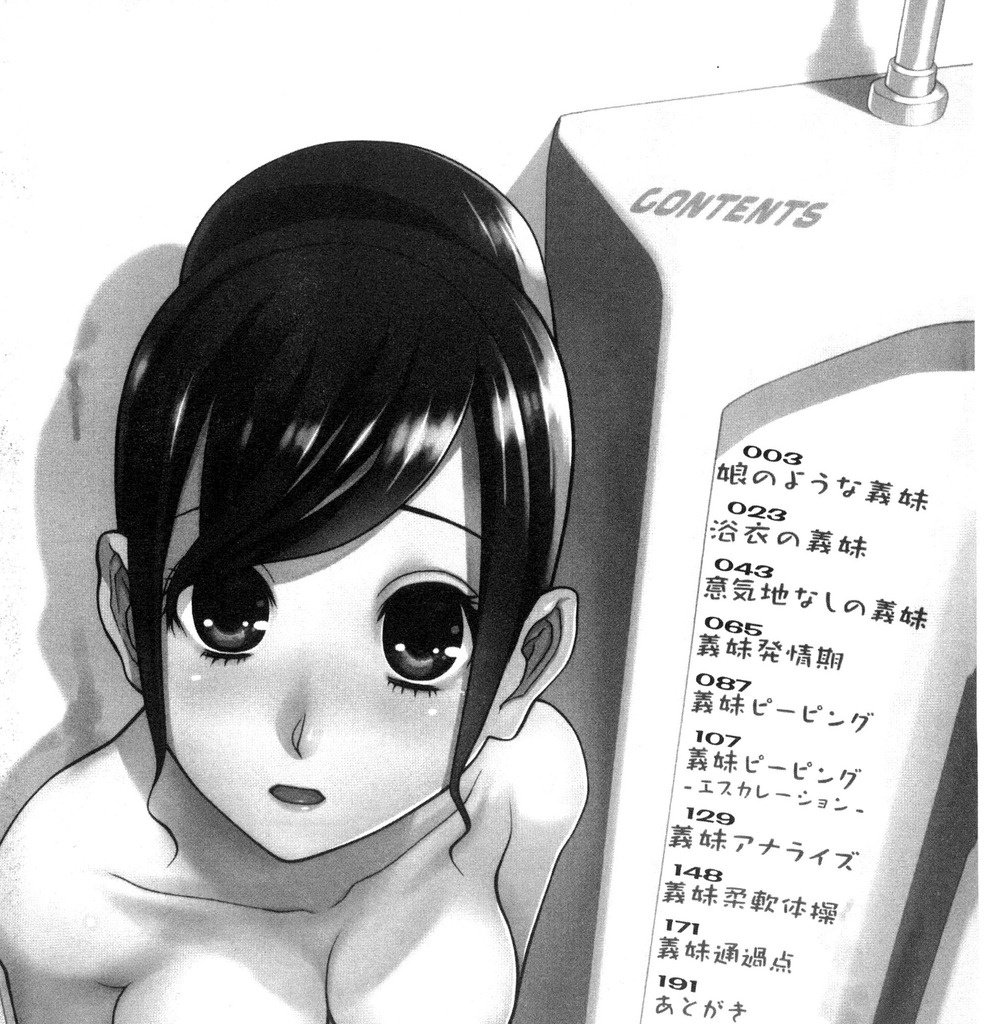 CONTENTS
003
娘のような義妹
023
浴衣の義妹
043
意気地なしの義妹
065
義妹発情期
087
義妹ピーピング
107
義妹ピーピング
-エスカレーション-
129
義妹アナライズ
148
義妹柔軟体操
171
義妹通過点
191
あとがき